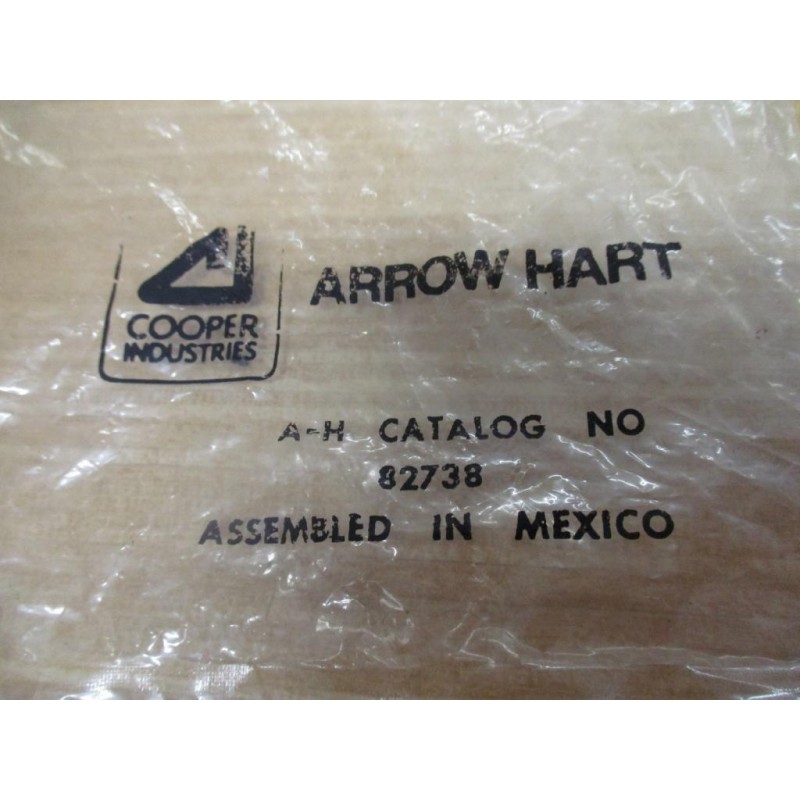 COOPER
INDUSTRIES
ARROW HART
A-H CATALOG NO
82738
ASSEMBLED IN MEXICO